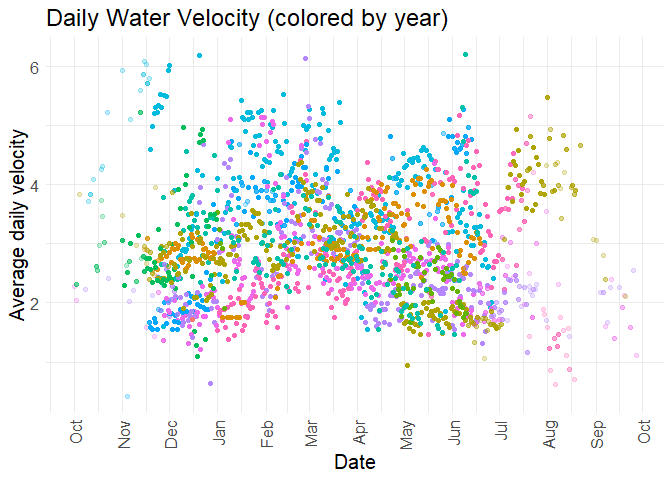 Daily Water Velocity (colored by year)
Average daily velocity
6
4
2
Oct
Nov
Dec
Jan
Feb
Mar
Apr
May
Jun
Jul
Aug
Sep
Oct
Date